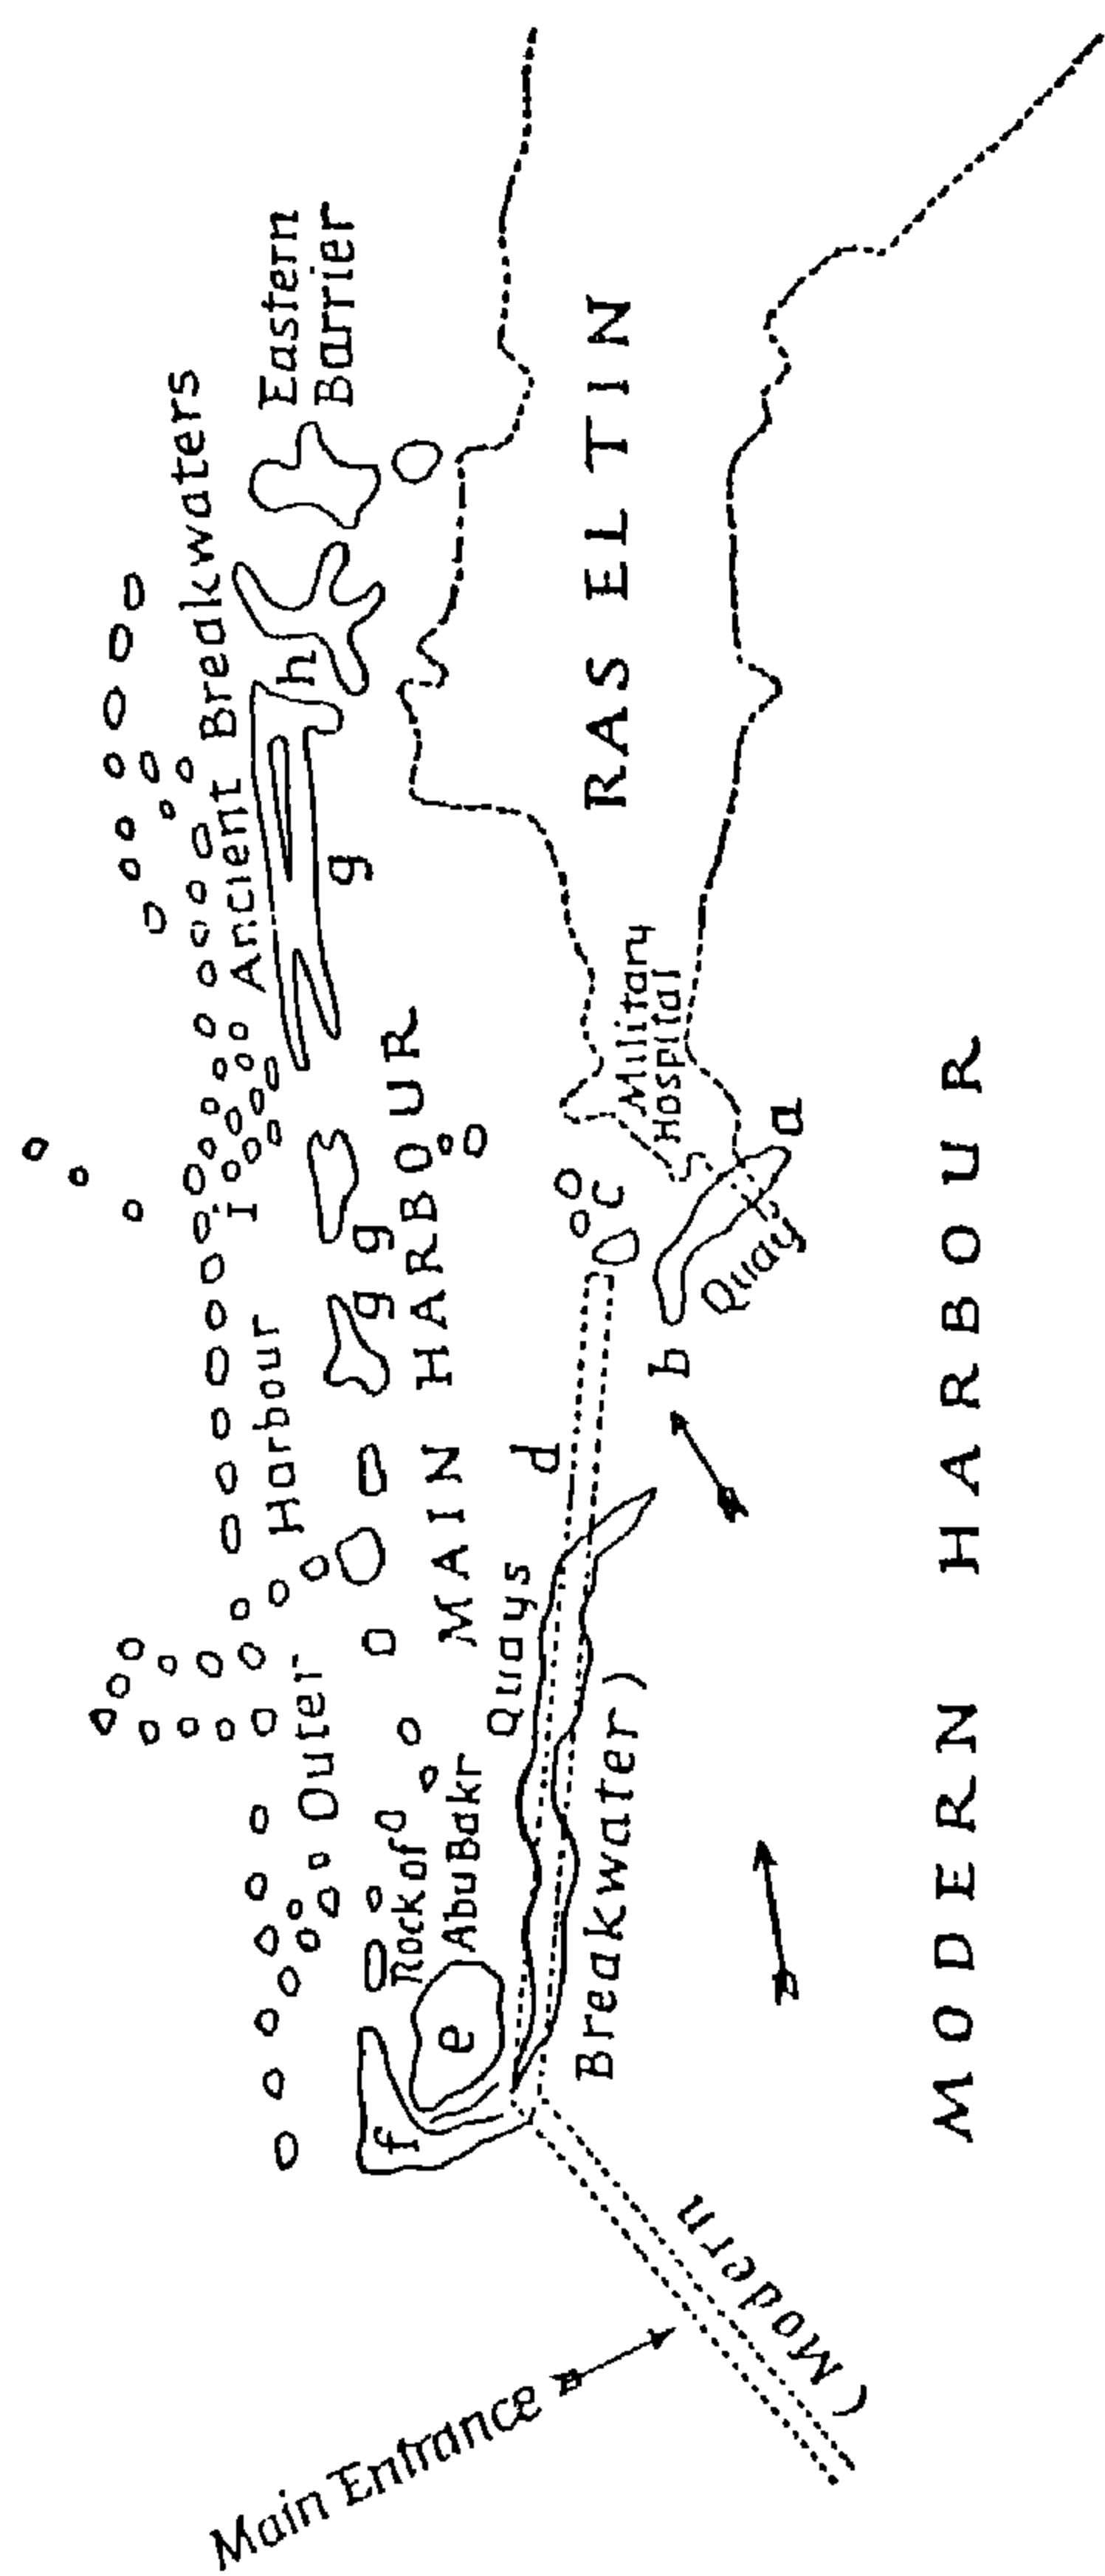 Eastern
Barrier
Ancient Breakwaters
h
g
i
g
g
Outer Harbour
MAIN HARBOUR
RAS EL TIN
Military
Hospital
a
Quay
b
c
d
Quays
Rock of
Abu Bakr
e
f
(Modern
Breakwater)
Main Entrance
MODERN HARBOUR